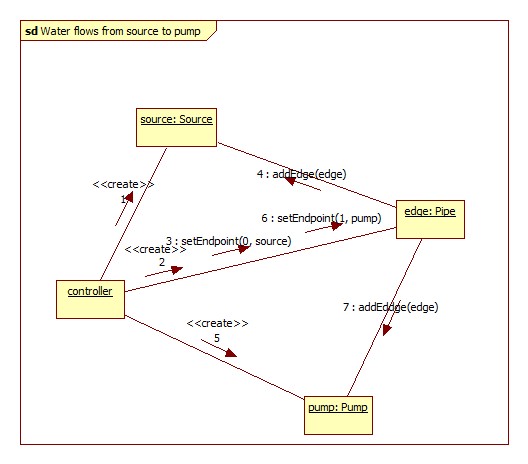 sd Water flows from source to pump
source: Source
4 : addEdge(edge)
<<create>>
1
edge: Pipe
6 : setEndpoint(1, pump)
3 : setEndpoint(0, source)
<<create>>
2
controller
7 : addEddge(edge)
<<create>>
5
pump: Pump